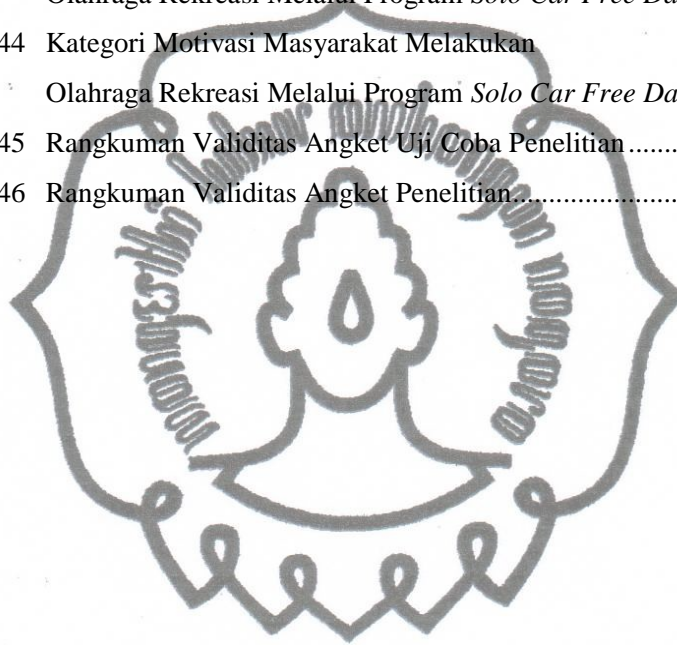 Olahraga Rekreasi Melalui Program Solo Car Free Da
44 Kategori Motivasi Masyarakat Melakukan
Olahraga Rekreasi Melalui Program Solo Car Free Da
45 Rangkuman Validitas Angket Uji Coba Penelitian.......
46 Rangkuman Validitas Angket Penelitian.......................